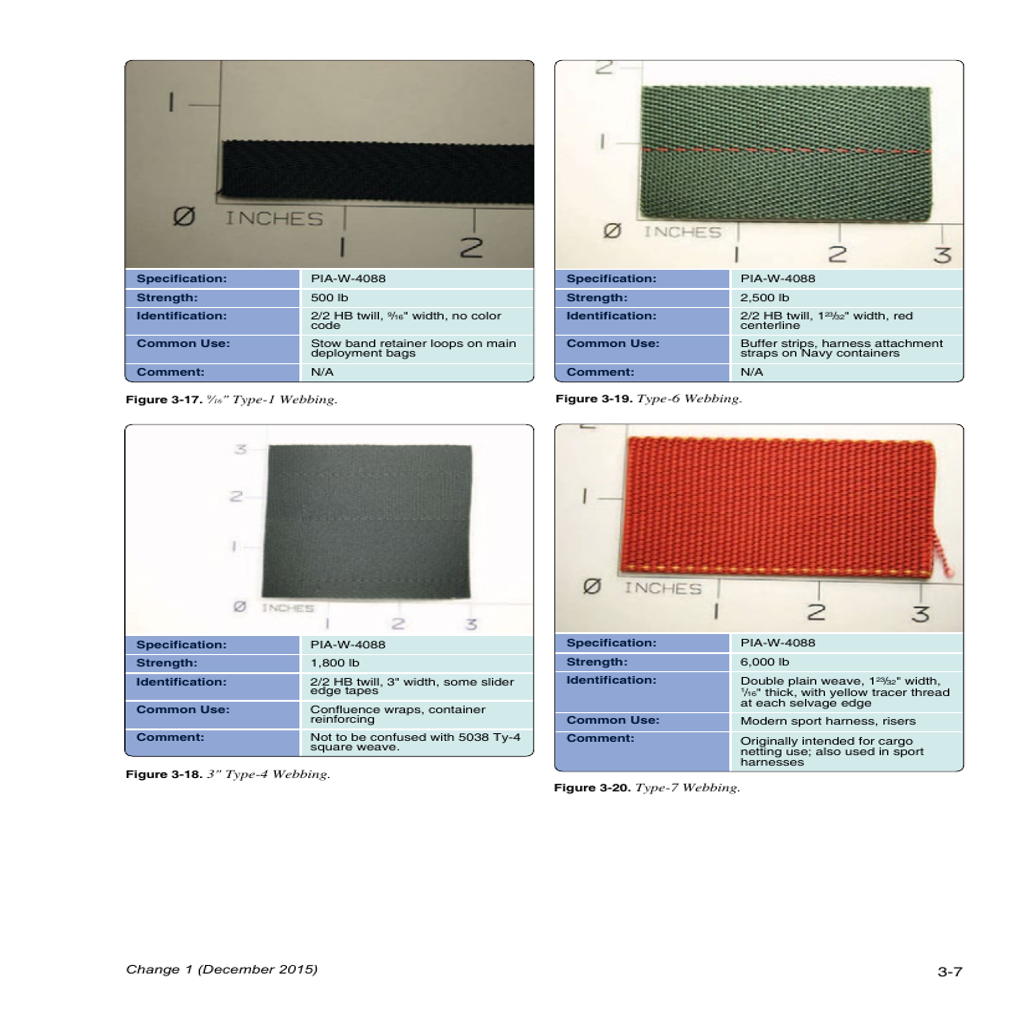 1
Ø INCHES
1 2
Specification: PIA-W-4088
Strength: 500 lb
Identification: 2/2 HB twill, 9⁄16" width, no color
code
Common Use: Stow band retainer loops on main
deployment bags
Comment: N/A
Figure 3-17. 9⁄16" Type-1 Webbing.
3
2
1
Ø INCHES
1 2 3
Specification: PIA-W-4088
Strength: 1,800 lb
Identification: 2/2 HB twill, 3" width, some slider
edge tapes
Common Use: Confluence wraps, container
reinforcing
Comment: Not to be confused with 5038 Ty-4
square weave.
Figure 3-18. 3" Type-4 Webbing.
2
1
Ø INCHES
1 2 3
Specification: PIA-W-4088
Strength: 2,500 lb
Identification: 2/2 HB twill, 123⁄32" width, red
centerline
Common Use: Buffer strips, harness attachment
straps on Navy containers
Comment: N/A
Figure 3-19. Type-6 Webbing.
1
Ø INCHES
1 2 3
Specification: PIA-W-4088
Strength: 6,000 lb
Identification: Double plain weave, 123⁄32" width,
1⁄16" thick, with yellow tracer thread
at each selvage edge
Common Use: Modern sport harness, risers
Comment: Originally intended for cargo
netting use; also used in sport
harnesses
Figure 3-20. Type-7 Webbing.
Change 1 (December 2015)
3-7